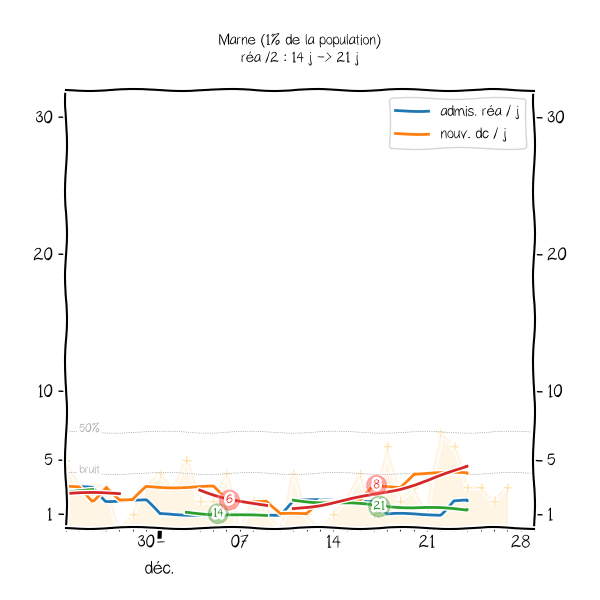 Marne (1% de la population)
réa /2 : 14 j -> 21 j
admis. réa / j
nouv. dc / j
30 30
20 20
10 10
50%
5 5
bruit
8
6
21
14
1 1
30 07 14 21 28
déc.